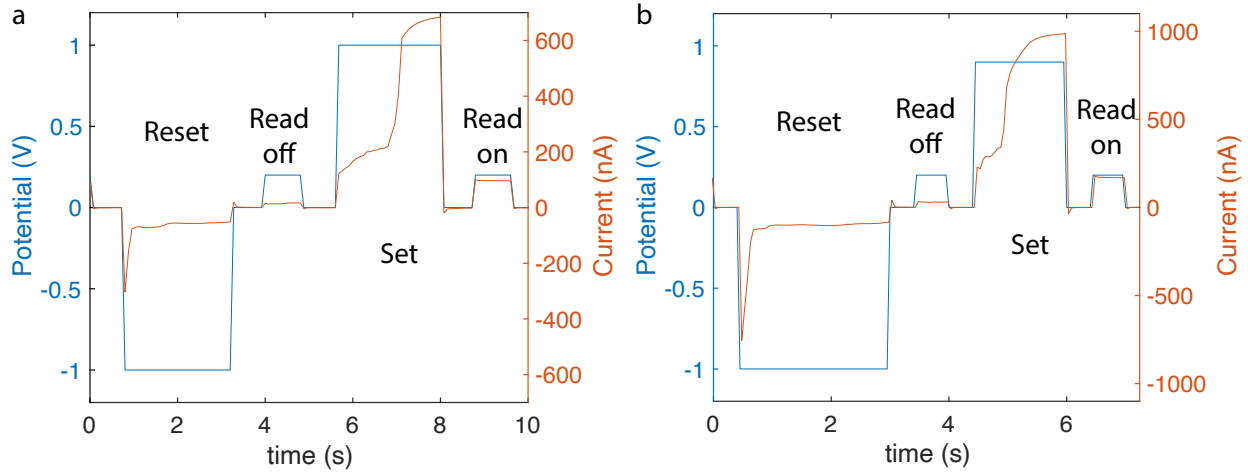 a
Potential (V)
1
0.5
0
-0.5
-1
Reset
Read
off
Set
Read
on
600
400
200
0
-200
-400
-600
Current (nA)
0 2 4 6 8 10
time (s)
b
Potential (V)
1
0.5
0
-0.5
-1
Reset
Read
off
Set
Read
on
1000
500
0
-500
-1000
Current (nA)
0 2 4 6
time (s)